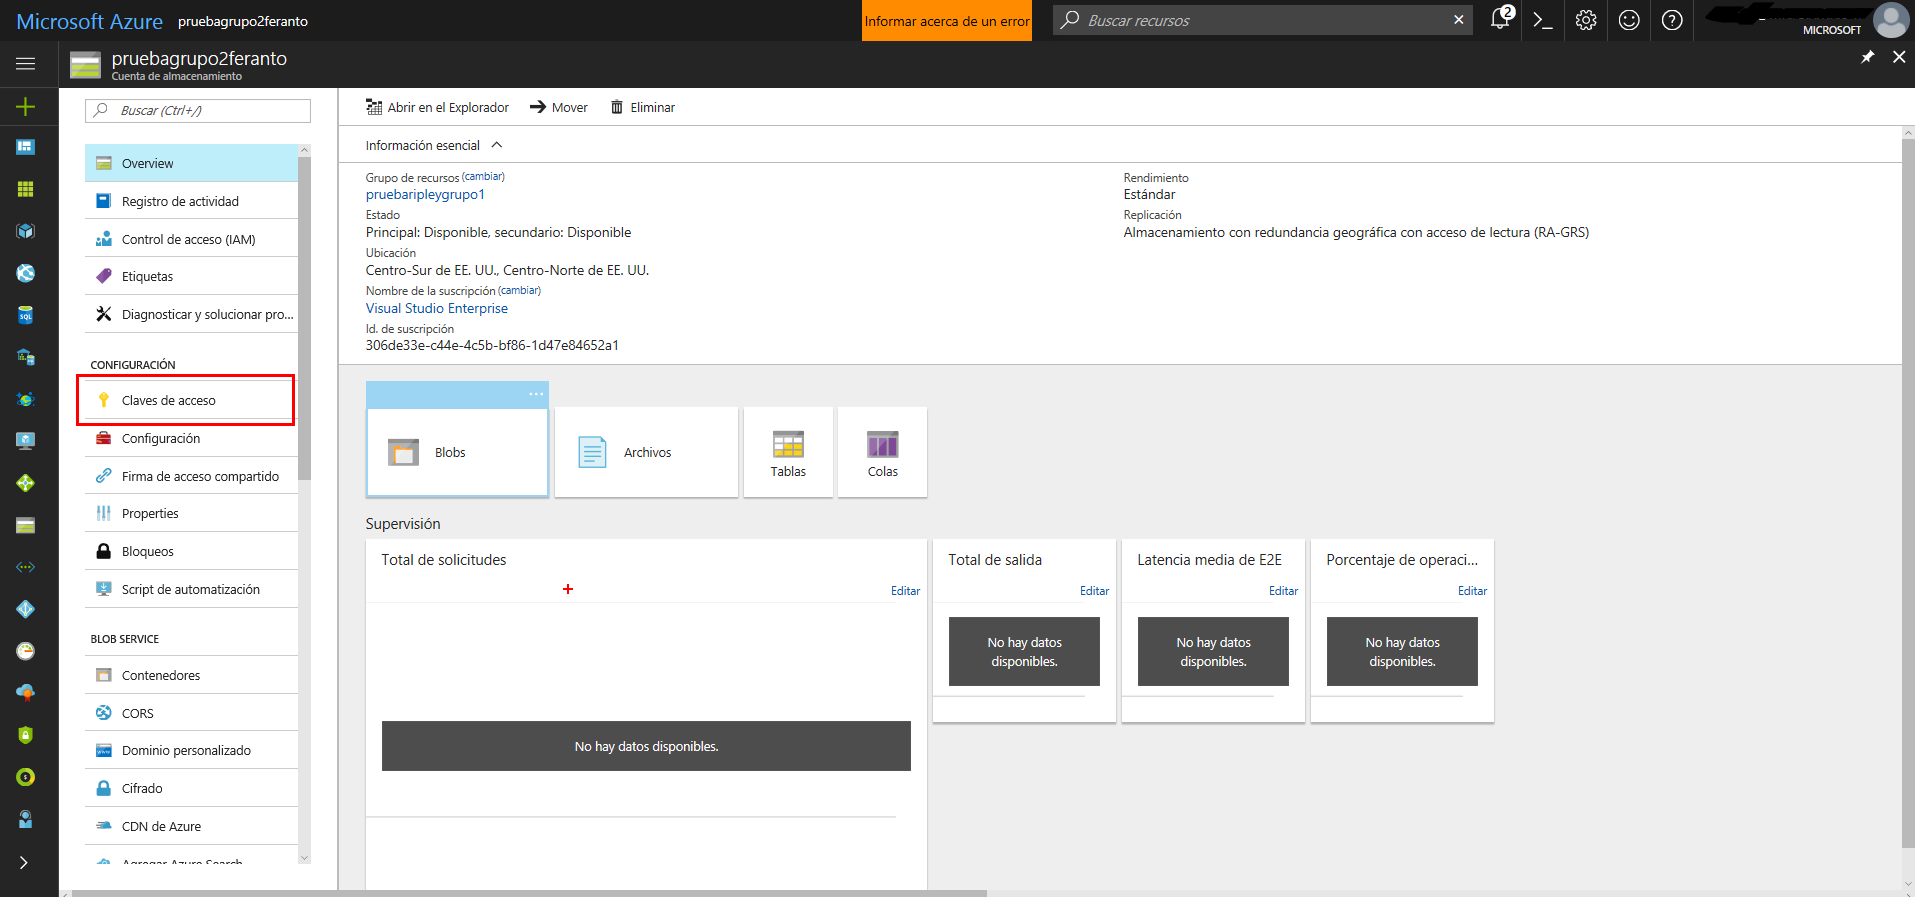 Microsoft Azure pruebagrupo2feranto
Informar acerca de un error
Buscar recursos
2
MICROSOFT
pruebagrupo2feranto
Cuenta de almacenamiento
Buscar (Ctrl+/)
Overview
Registro de actividad
Control de acceso (IAM)
Etiquetas
Diagnosticar y solucionar pro...
CONFIGURACIÓN
Claves de acceso
Configuración
Firma de acceso compartido
Properties
Bloqueos
Script de automatización
BLOB SERVICE
Contenedores
CORS
Dominio personalizado
Cifrado
CDN de Azure
Agregar Azure Search
Abrir en el Explorador
Mover
Eliminar
Información esencial
Grupo de recursos (cambiar)
pruebaripleygrupo1
Estado
Principal: Disponible, secundario: Disponible
Ubicación
Centro-Sur de EE. UU., Centro-Norte de EE. UU.
Nombre de la suscripción (cambiar)
Visual Studio Enterprise
Id. de suscripción
306de33e-c44e-4c5b-bf86-1d47e84652a1
Rendimiento
Estándar
Replicación
Almacenamiento con redundancia geográfica con acceso de lectura (RA-GRS)
Blobs
Archivos
Tablas
Colas
Supervisión
Total de solicitudes
Editar
No hay datos disponibles.
Total de salida
Editar
No hay datos
disponibles.
Latencia media de E2E
Editar
No hay datos
disponibles.
Porcentaje de operaci...
Editar
No hay datos
disponibles.